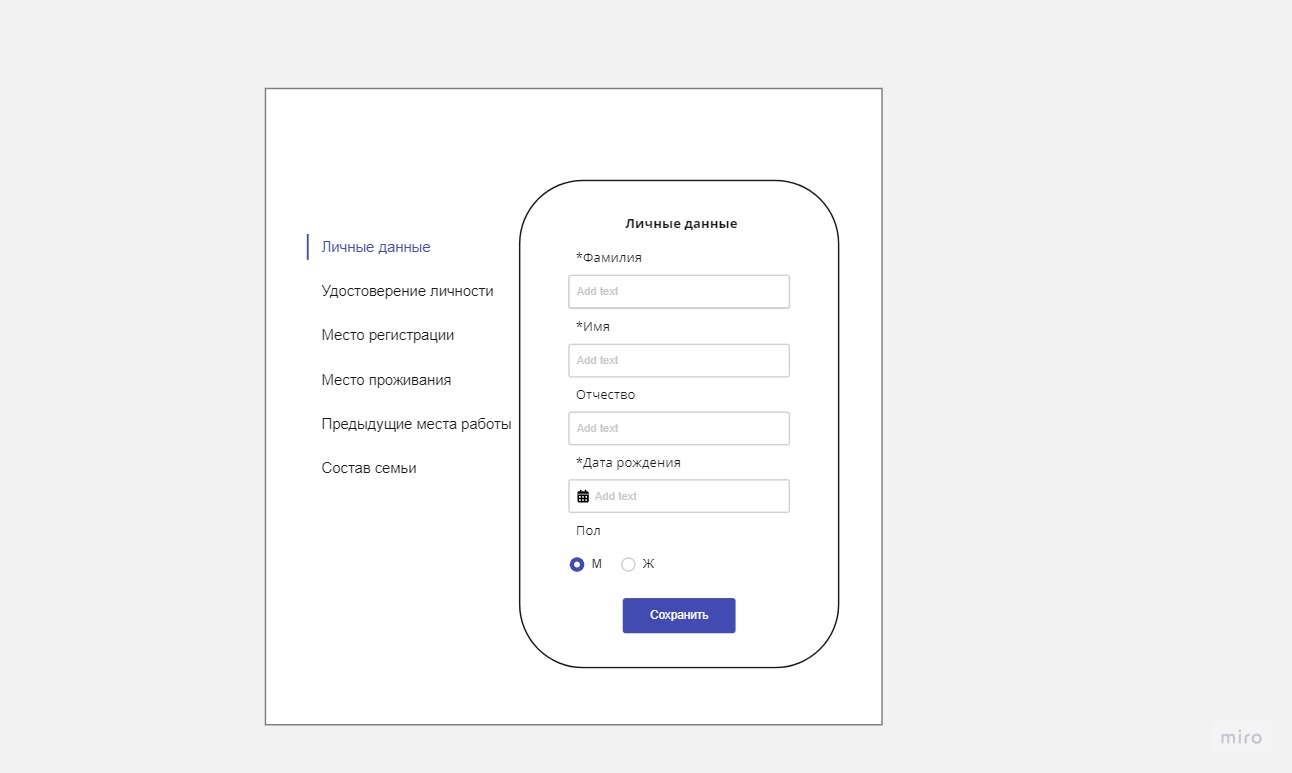 Личные данные
Удостоверение личности
Место регистрации
Место проживания
Предыдущие места работы
Состав семьи
Личные данные
*Фамилия
Add text
*Имя
Add text
Отчество
Add text
*Дата рождения
Add text
Пол
М Ж
Сохранить
miro